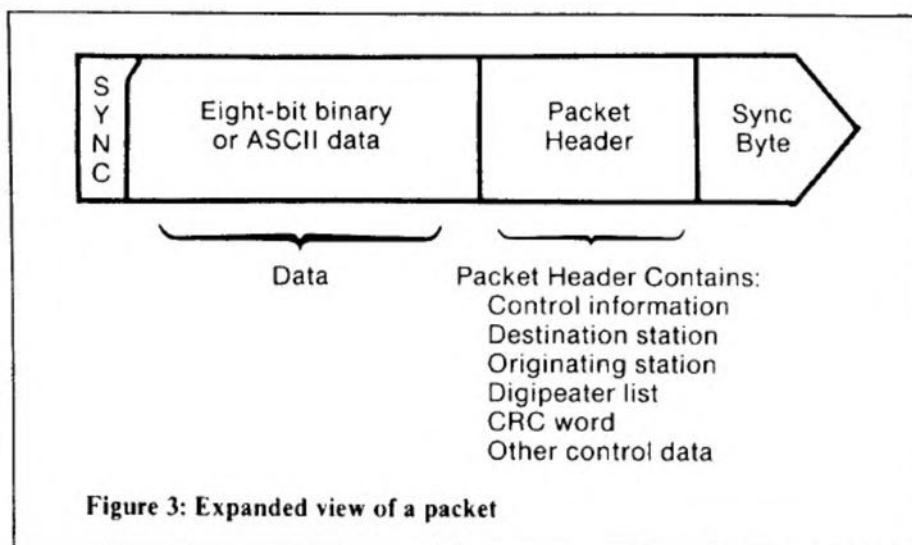 SYNC
Eight-bit binary
or ASCII data
Packet
Header
Sync
Byte
Data
Packet Header Contains:
Control information
Destination station
Originating station
Digipeater list
CRC word
Other control data
Figure 3: Expanded view of a packet